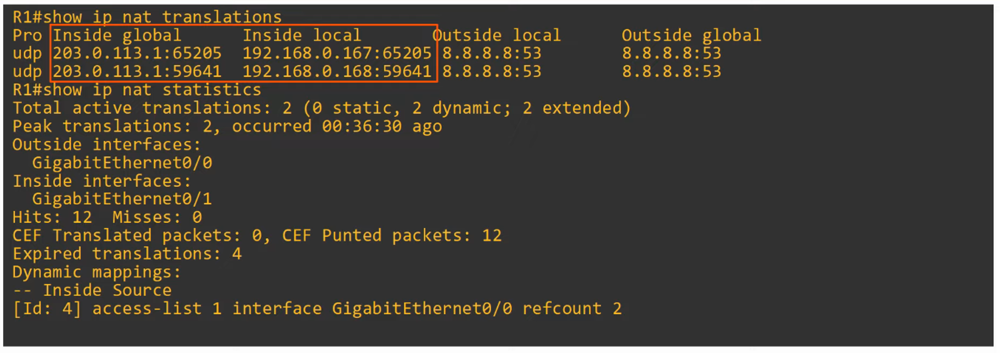 R1#show ip nat translations
Pro Inside global      Inside local       Outside local      Outside global
udp 203.0.113.1:65205  192.168.0.167:65205 8.8.8.8:53        8.8.8.8:53
udp 203.0.113.1:59641  192.168.0.168:59641 8.8.8.8:53        8.8.8.8:53
R1#show ip nat statistics
Total active translations: 2 (0 static, 2 dynamic; 2 extended)
Peak translations: 2, occurred 00:36:30 ago
Outside interfaces:
  GigabitEthernet0/0
Inside interfaces:
  GigabitEthernet0/1
Hits: 12  Misses: 0
CEF Translated packets: 0, CEF Punted packets: 12
Expired translations: 4
Dynamic mappings:
-- Inside Source
[Id: 4] access-list 1 interface GigabitEthernet0/0 refcount 2